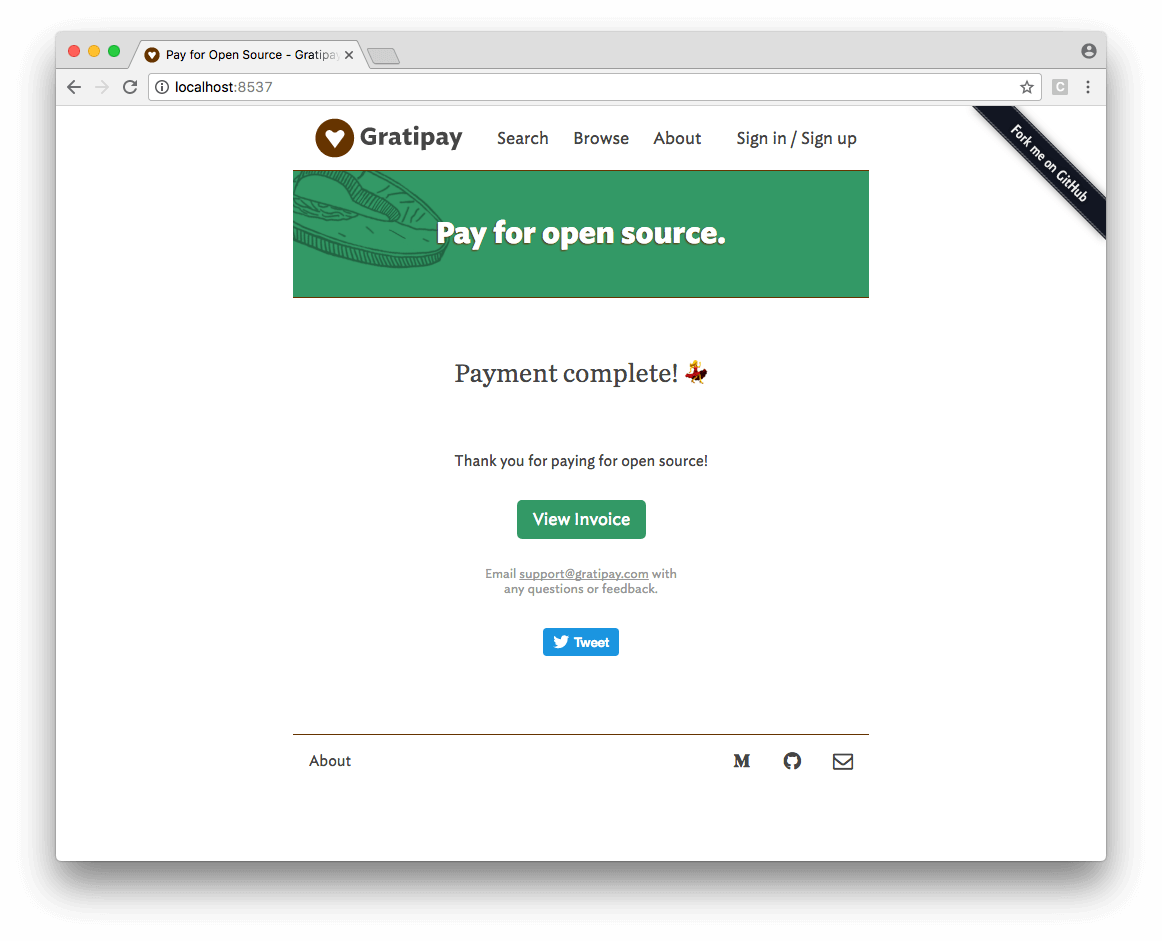 Pay for Open Source - Gratipay
localhost:8537
Gratipay
Search
Browse
About
Sign in / Sign up
Fork me on GitHub
Pay for open source.
Payment complete! 💃
Thank you for paying for open source!
View Invoice
Email support@gratipay.com with
any questions or feedback.
Tweet
About
M